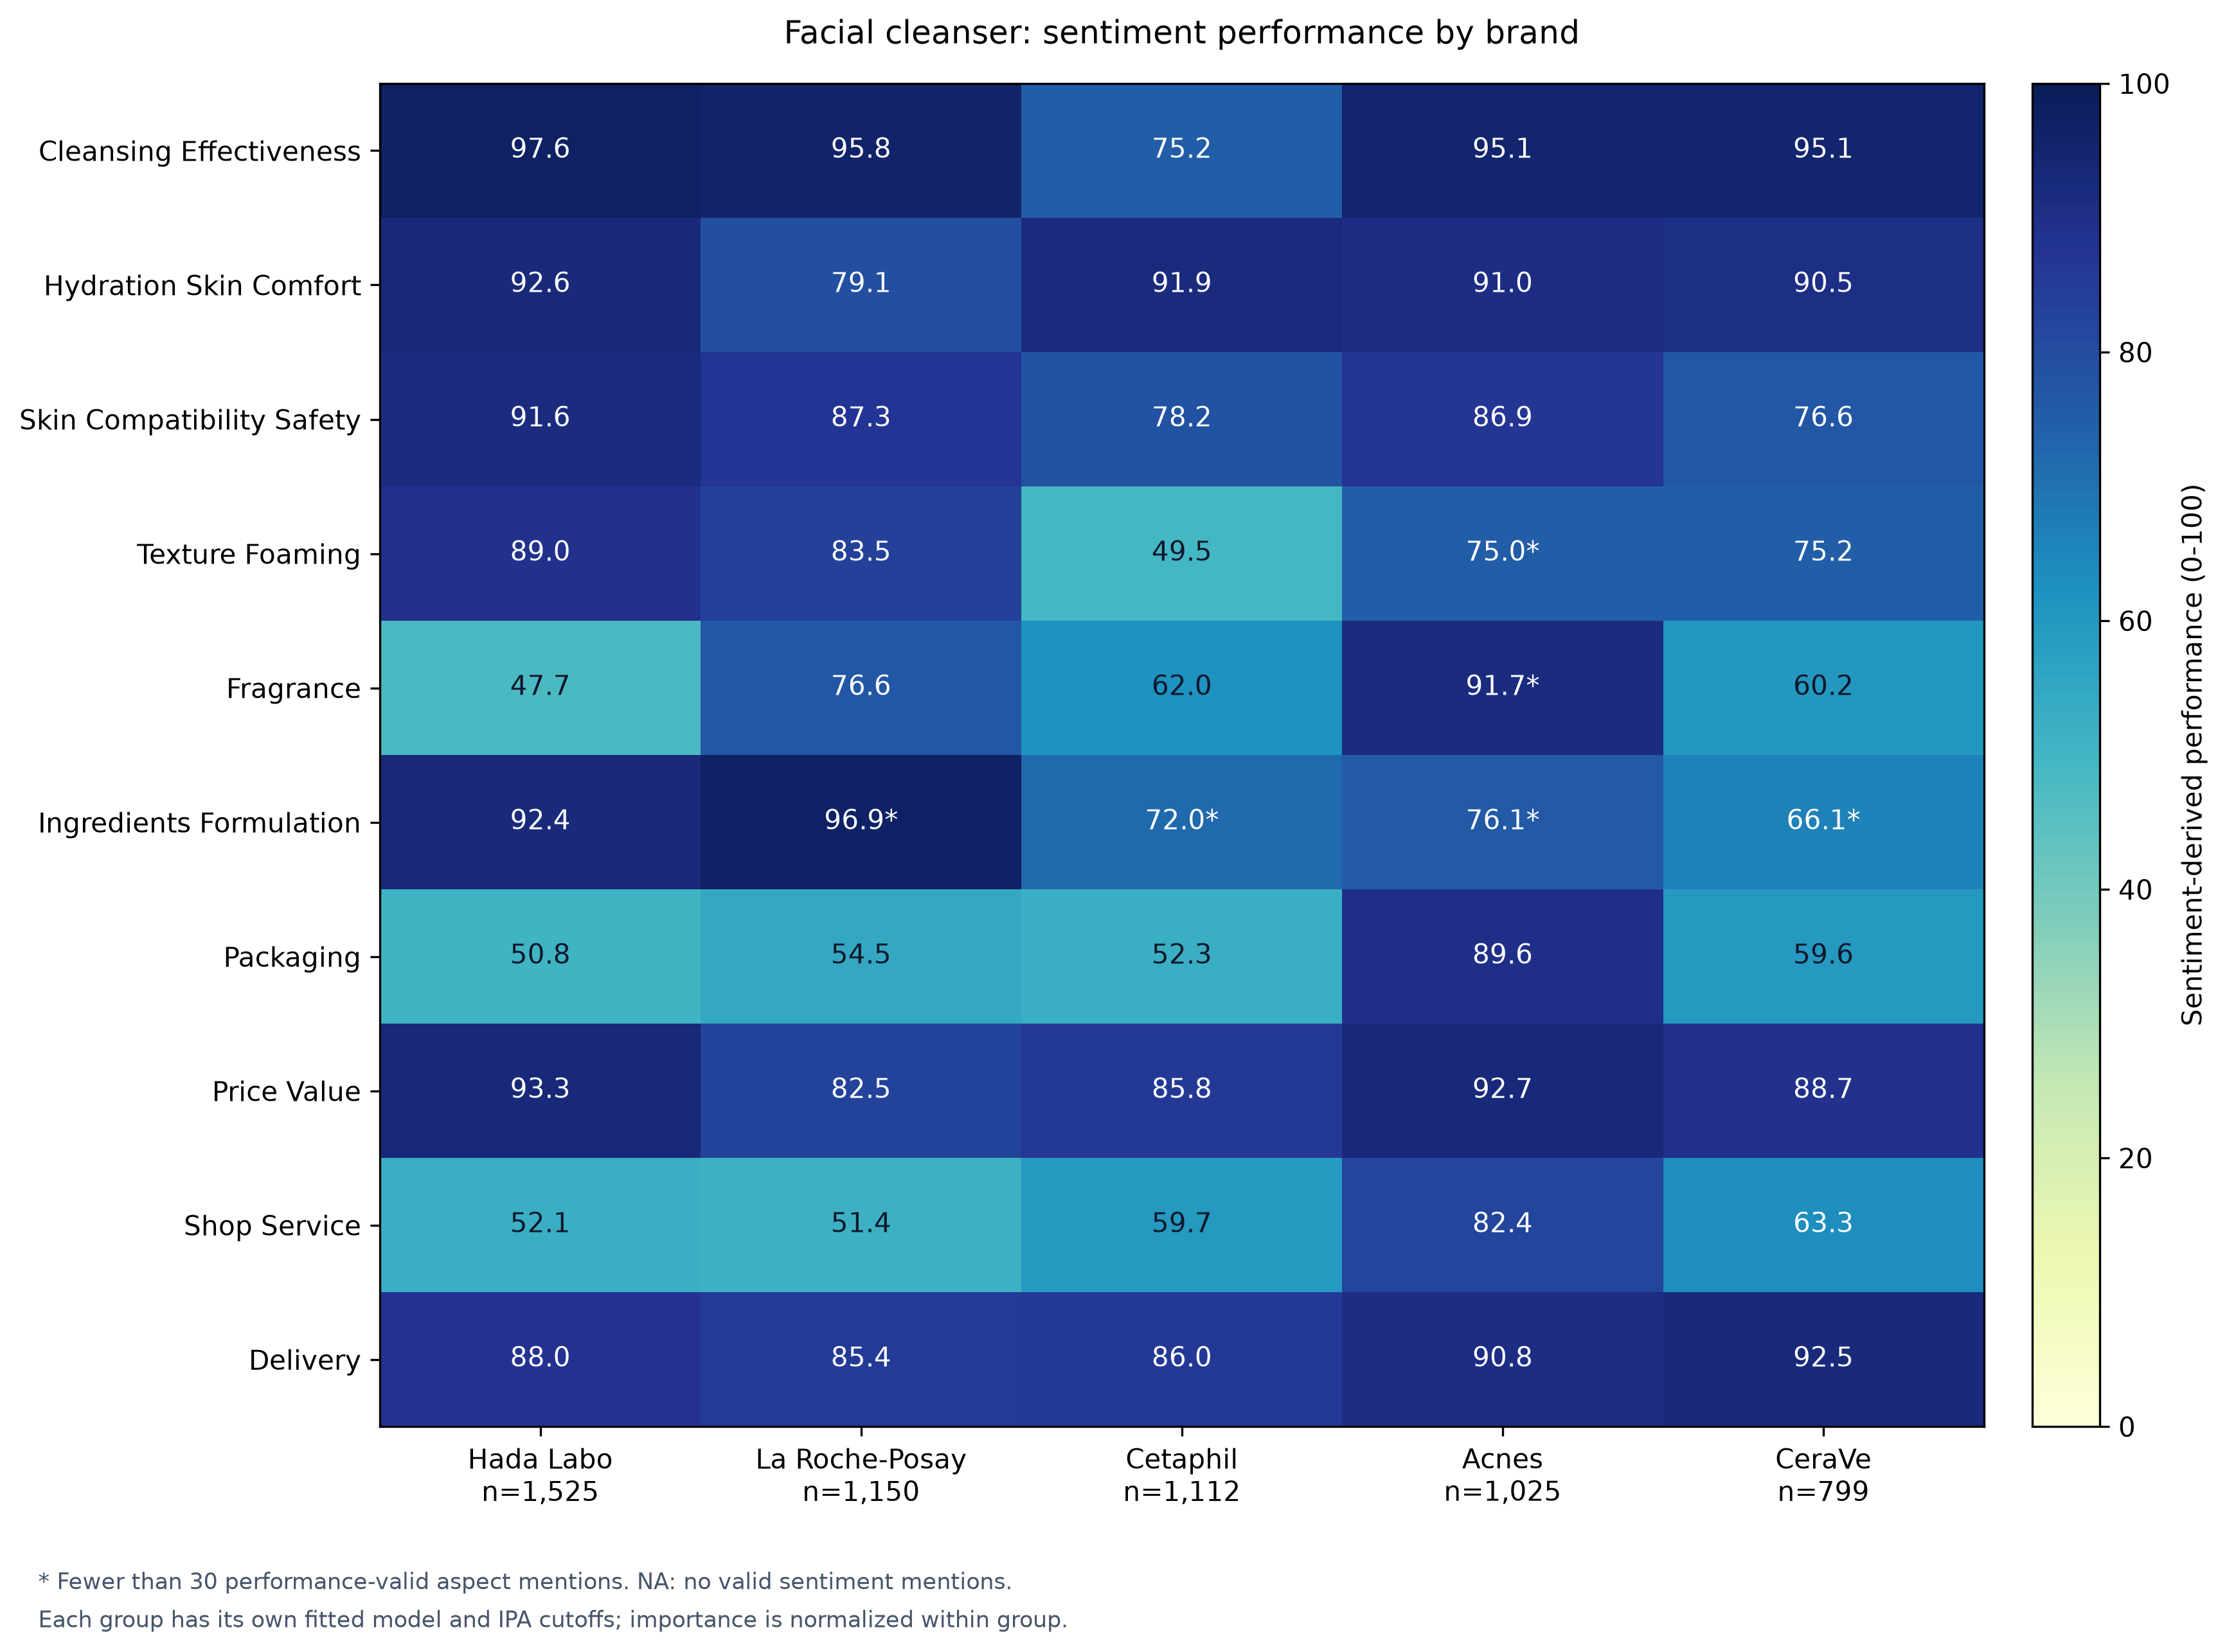 Facial cleanser: sentiment performance by brand
Cleansing Effectiveness 97.6 95.8 75.2 95.1 95.1
Hydration Skin Comfort 92.6 79.1 91.9 91.0 90.5
Skin Compatibility Safety 91.6 87.3 78.2 86.9 76.6
Texture Foaming 89.0 83.5 49.5 75.0* 75.2
Fragrance 47.7 76.6 62.0 91.7* 60.2
Ingredients Formulation 92.4 96.9* 72.0* 76.1* 66.1*
Packaging 50.8 54.5 52.3 89.6 59.6
Price Value 93.3 82.5 85.8 92.7 88.7
Shop Service 52.1 51.4 59.7 82.4 63.3
Delivery 88.0 85.4 86.0 90.8 92.5
Hada Labo La Roche-Posay Cetaphil Acnes CeraVe
n=1,525 n=1,150 n=1,112 n=1,025 n=799
100
80
60
40
20
0
Sentiment-derived performance (0-100)
* Fewer than 30 performance-valid aspect mentions. NA: no valid sentiment mentions.
Each group has its own fitted model and IPA cutoffs; importance is normalized within group.